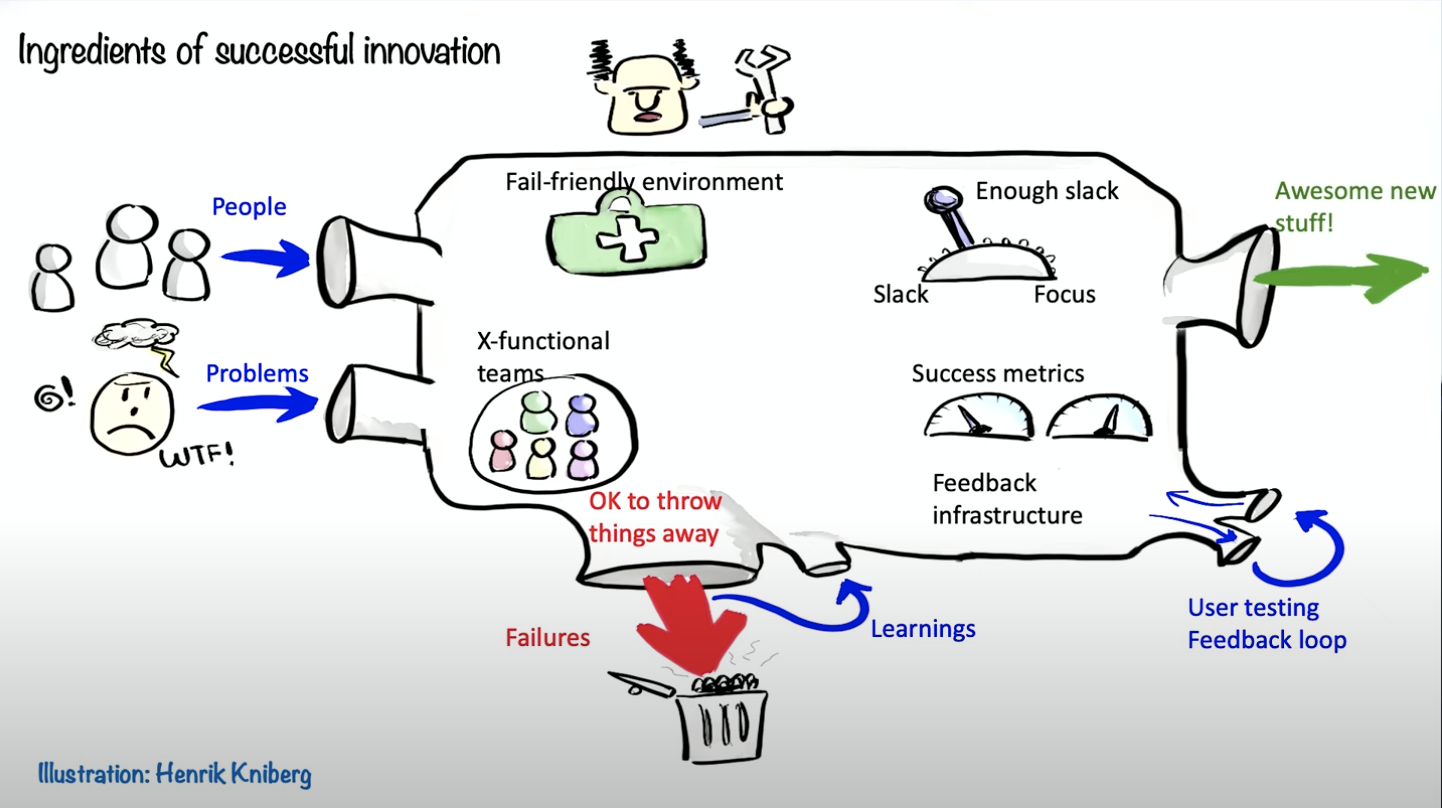 Ingredients of successful innovation
People
Fail-friendly environment
Enough slack
Slack
Focus
Awesome new
stuff!
Problems
WTF!
X-functional
teams
Success metrics
Feedback
infrastructure
OK to throw
things away
Failures
Learnings
User testing
Feedback loop
Illustration: Henrik Kniberg